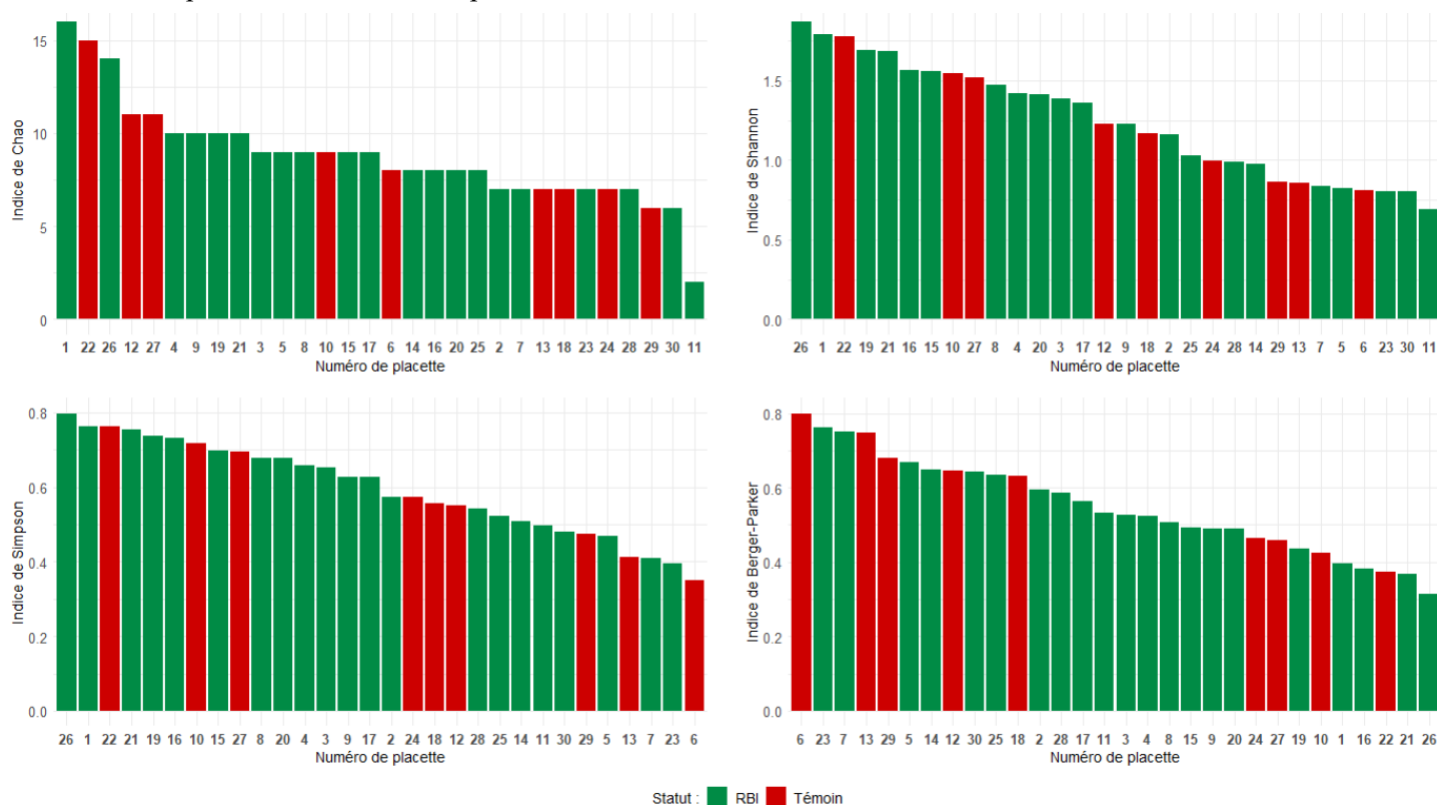 Indice de Chao
15
10
5
0
1 22 26 12 27 4 9 19 21 3 5 8 10 15 17 6 14 16 20 25 2 7 13 18 23 24 28 29 30 11
Numéro de placette
Indice de Shannon
1.5
1.0
0.5
0.0
26 1 22 19 21 16 15 10 27 8 4 20 3 17 12 9 18 2 25 24 28 14 29 13 7 5 6 23 30 11
Numéro de placette
Indice de Simpson
0.8
0.6
0.4
0.2
0.0
26 1 22 21 19 16 10 15 27 8 20 4 3 9 17 2 24 18 12 28 25 14 11 30 29 5 13 7 23 6
Numéro de placette
Indice de Berger-Parker
0.8
0.6
0.4
0.2
0.0
6 23 7 13 29 5 14 12 30 25 18 2 28 17 11 3 4 8 15 9 20 24 27 19 10 1 16 22 21 26
Numéro de placette
Statut : RBI Témoin